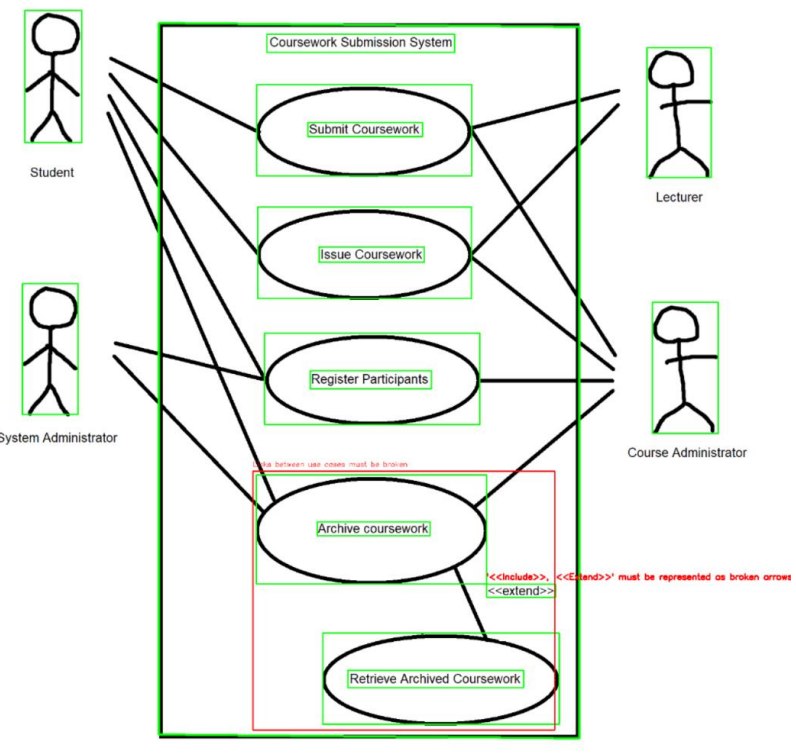 Coursework Submission System
Submit Coursework
Student
Lecturer
Issue Coursework
Register Participants
System Administrator
Course Administrator
Links between use cases must be broken
Archive coursework
'<<Include>>, <<Extend>>' must be represented as broken arrows
<<extend>>
Retrieve Archived Coursework